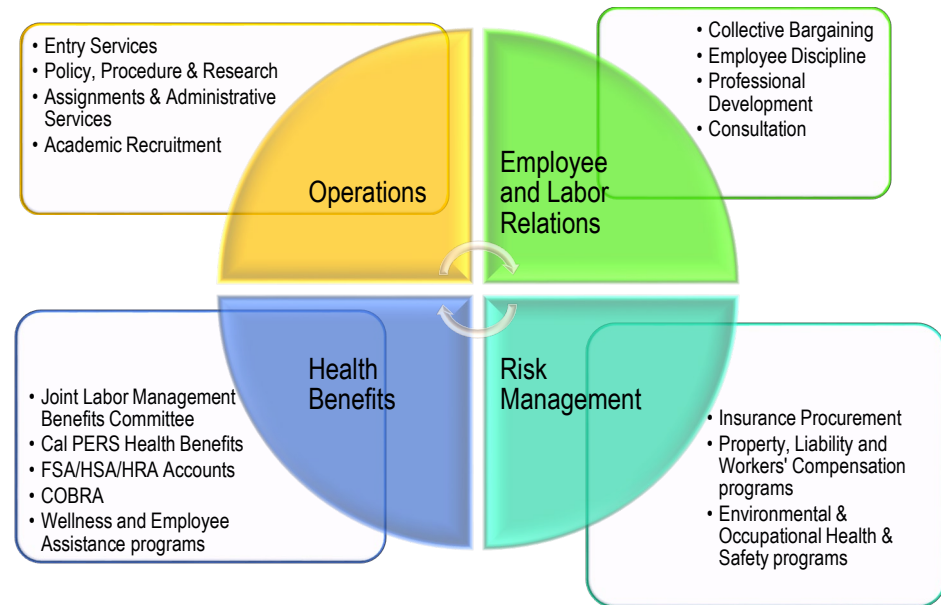 • Entry Services
• Policy, Procedure & Research
• Assignments & Administrative
Services
• Academic Recruitment
Operations
• Collective Bargaining
• Employee Discipline
• Professional
Development
• Consultation
Employee
and Labor
Relations
Health
Benefits
• Joint Labor Management
Benefits Committee
• Cal PERS Health Benefits
• FSA/HSA/HRA Accounts
• COBRA
• Wellness and Employee
Assistance programs
Risk
Management
• Insurance Procurement
• Property, Liability and
Workers' Compensation
programs
• Environmental &
Occupational Health &
Safety programs